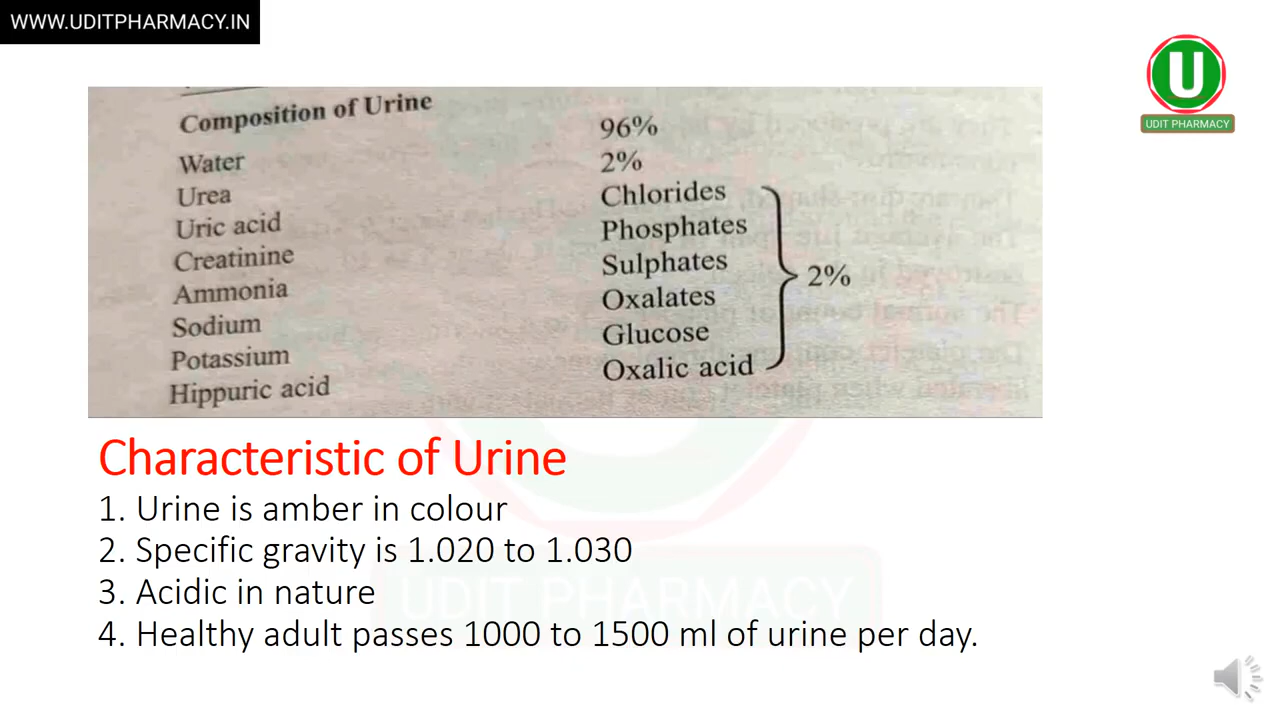 WWW.UDITPHARMACY.IN
U
UDIT PHARMACY
Composition of Urine
Water 96%
Urea 2%
Uric acid Chlorides
Creatinine Phosphates
Ammonia Sulphates
Sodium Oxalates 2%
Potassium Glucose
Hippuric acid Oxalic acid
Characteristic of Urine
1. Urine is amber in colour
2. Specific gravity is 1.020 to 1.030
3. Acidic in nature
UDIT PHARMACY
4. Healthy adult passes 1000 to 1500 ml of urine per day.